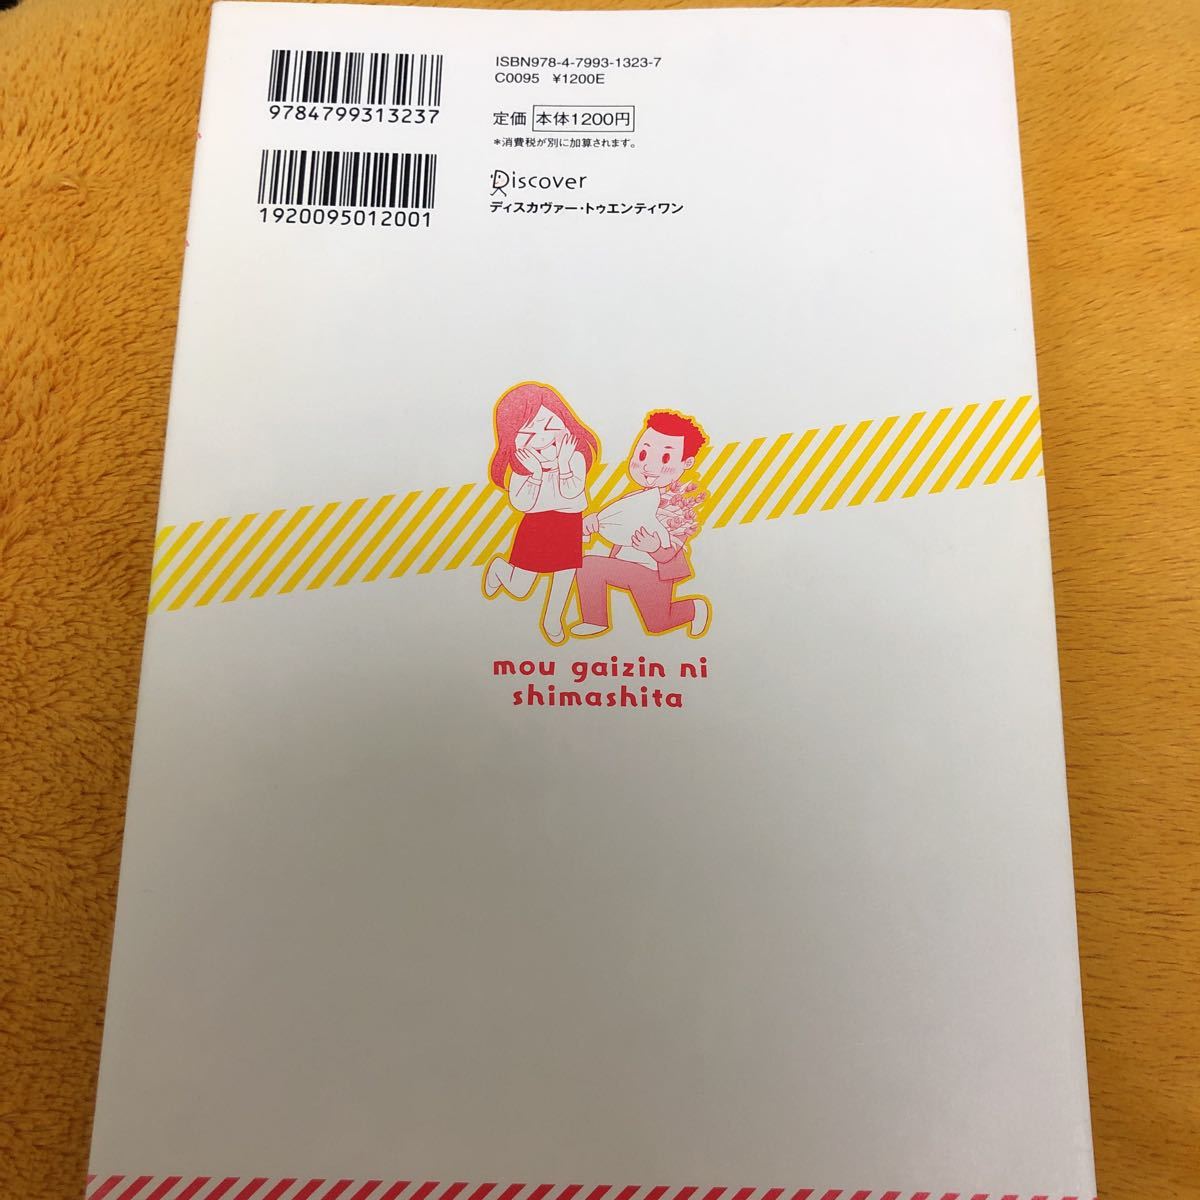 9784799313237
1920095012001
ISBN978-4-7993-1323-7
C0095 ¥1200E
定価 本体1200円
*消費税が別に加算されます。
Discover
ディスカヴァー・トゥエンティワン
mou gaizin ni
shimashita